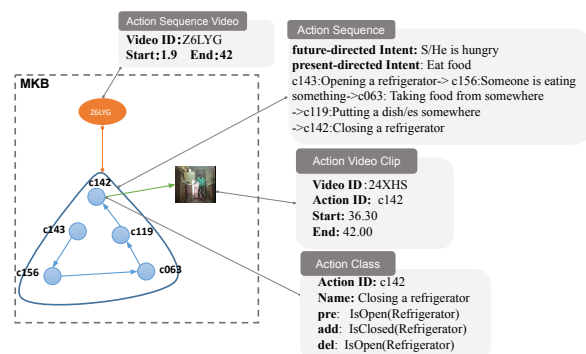 Action Sequence Video
Video ID:Z6LYG
Start:1.9 End:42
Action Sequence
future-directed Intent: S/He is hungry
present-directed Intent: Eat food
c143:Opening a refrigerator-> c156:Someone is eating
something->c063: Taking food from somewhere
->c119:Putting a dish/es somewhere
->c142:Closing a refrigerator
MKB
Z6LYG
c142
c143
c119
c156
c063
Action Video Clip
Video ID:24XHS
Action ID: c142
Start: 36.30
End: 42.00
Action Class
Action ID: c142
Name: Closing a refrigerator
pre: IsOpen(Refrigerator)
add: IsClosed(Refrigerator)
del: IsOpen(Refrigerator)